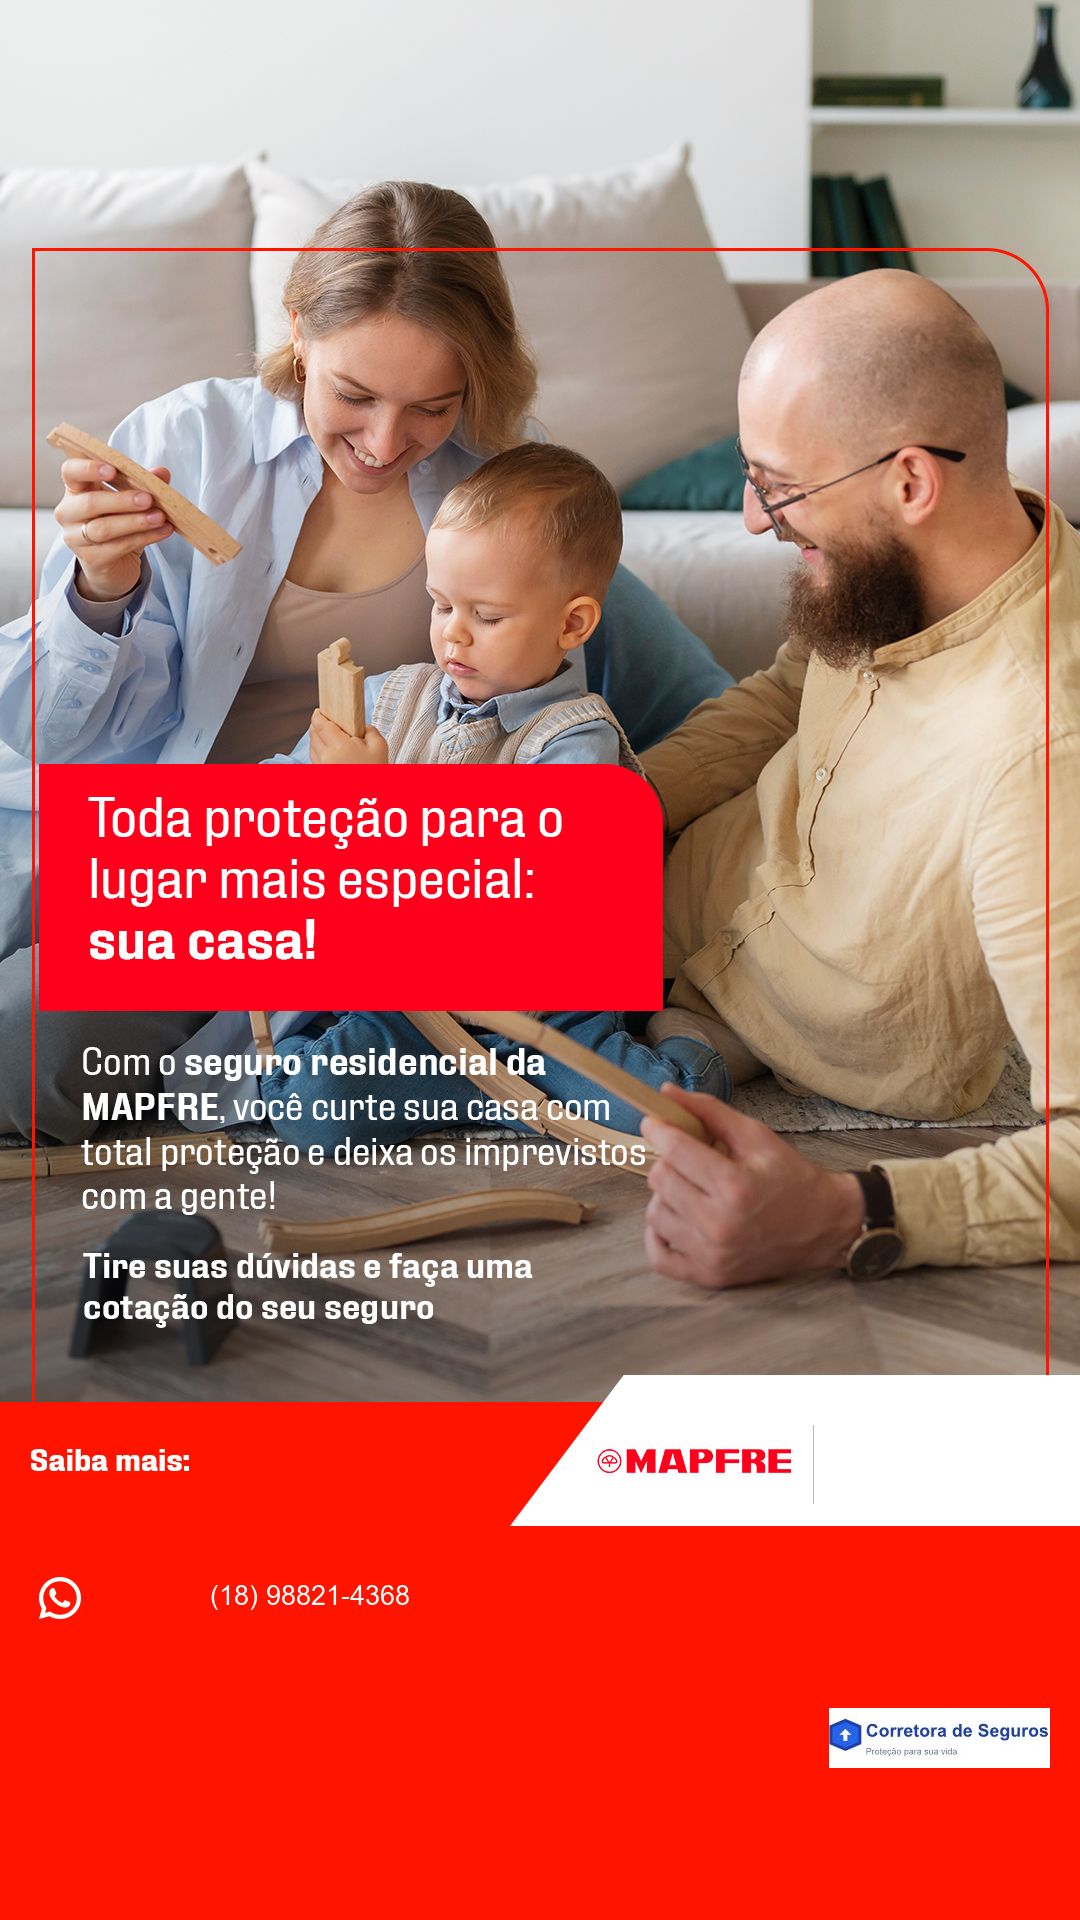 Toda proteção para o
lugar mais especial:
sua casa!
Com o seguro residencial da
MAPFRE, você curte sua casa com
total proteção e deixa os imprevistos
com a gente!
Tire suas dúvidas e faça uma
cotação do seu seguro
Saiba mais:
MAPFRE
(18) 98821-4368
Corretora de Seguros
Proteção para sua vida